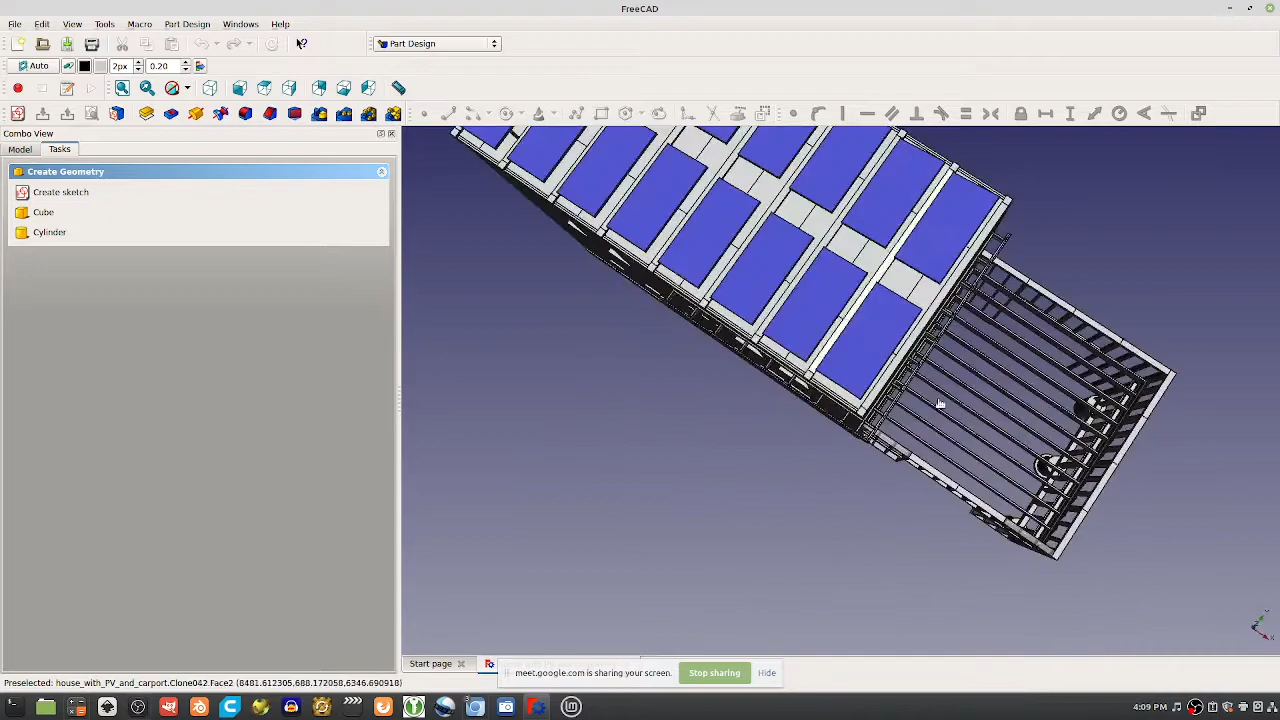 FreeCAD
File Edit View Tools Macro Part Design Windows Help
Part Design
Auto 2px 0.20
Combo View
Model Tasks
Create Geometry
Create sketch
Cube
Cylinder
Start page
meet.google.com is sharing your screen. Stop sharing Hide
Preselected: house_with_PV_and_carport.Clone042.Face2 (8481.612305,688.172058,6346.690918)
4:09 PM